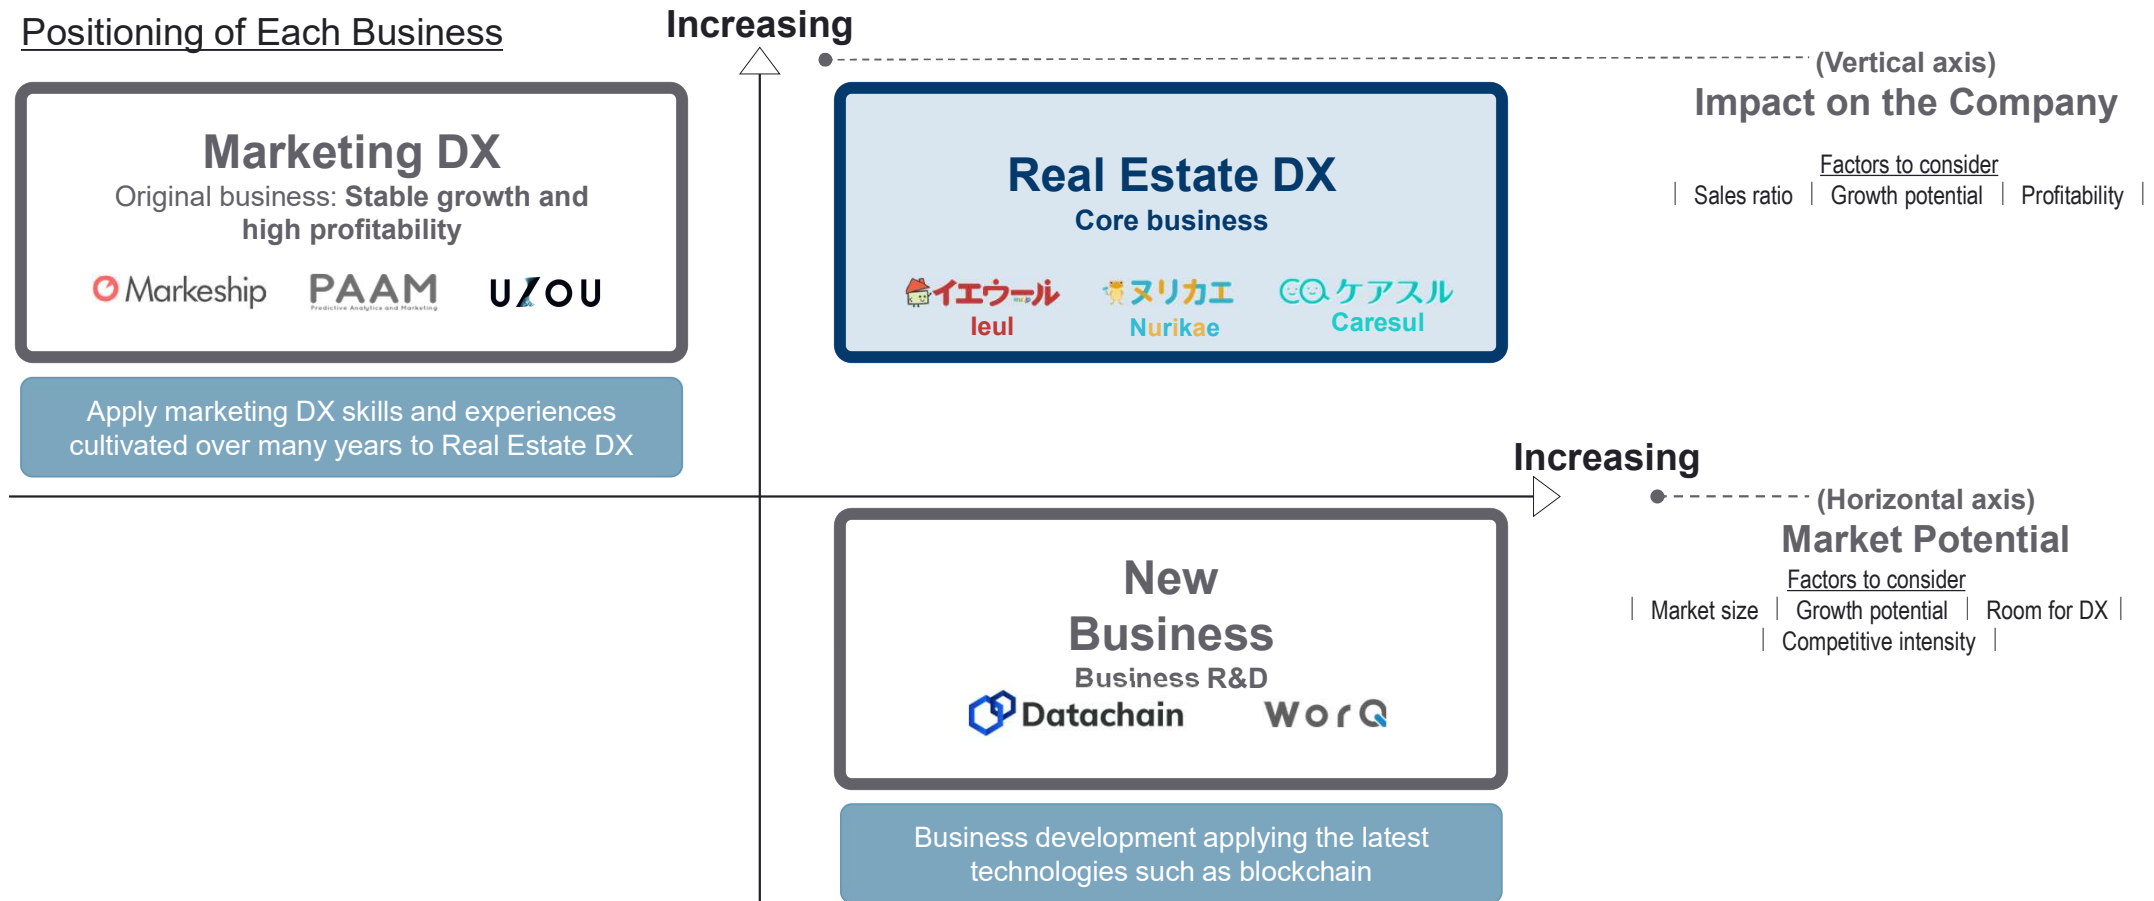 Positioning of Each Business
Increasing
(Vertical axis)
Impact on the Company
Factors to consider
| Sales ratio | Growth potential | Profitability |
Marketing DX
Original business: Stable growth and
high profitability
Markeship
PAAM
Predictive Analytics and Marketing
UZOU
Apply marketing DX skills and experiences
cultivated over many years to Real Estate DX
Real Estate DX
Core business
イエウール
Ieul
ヌリカエ
Nurikae
ケアスル
Caresul
Increasing
(Horizontal axis)
Market Potential
Factors to consider
| Market size | Growth potential | Room for DX |
| Competitive intensity |
New
Business
Business R&D
Datachain
WorQ
Business development applying the latest
technologies such as blockchain